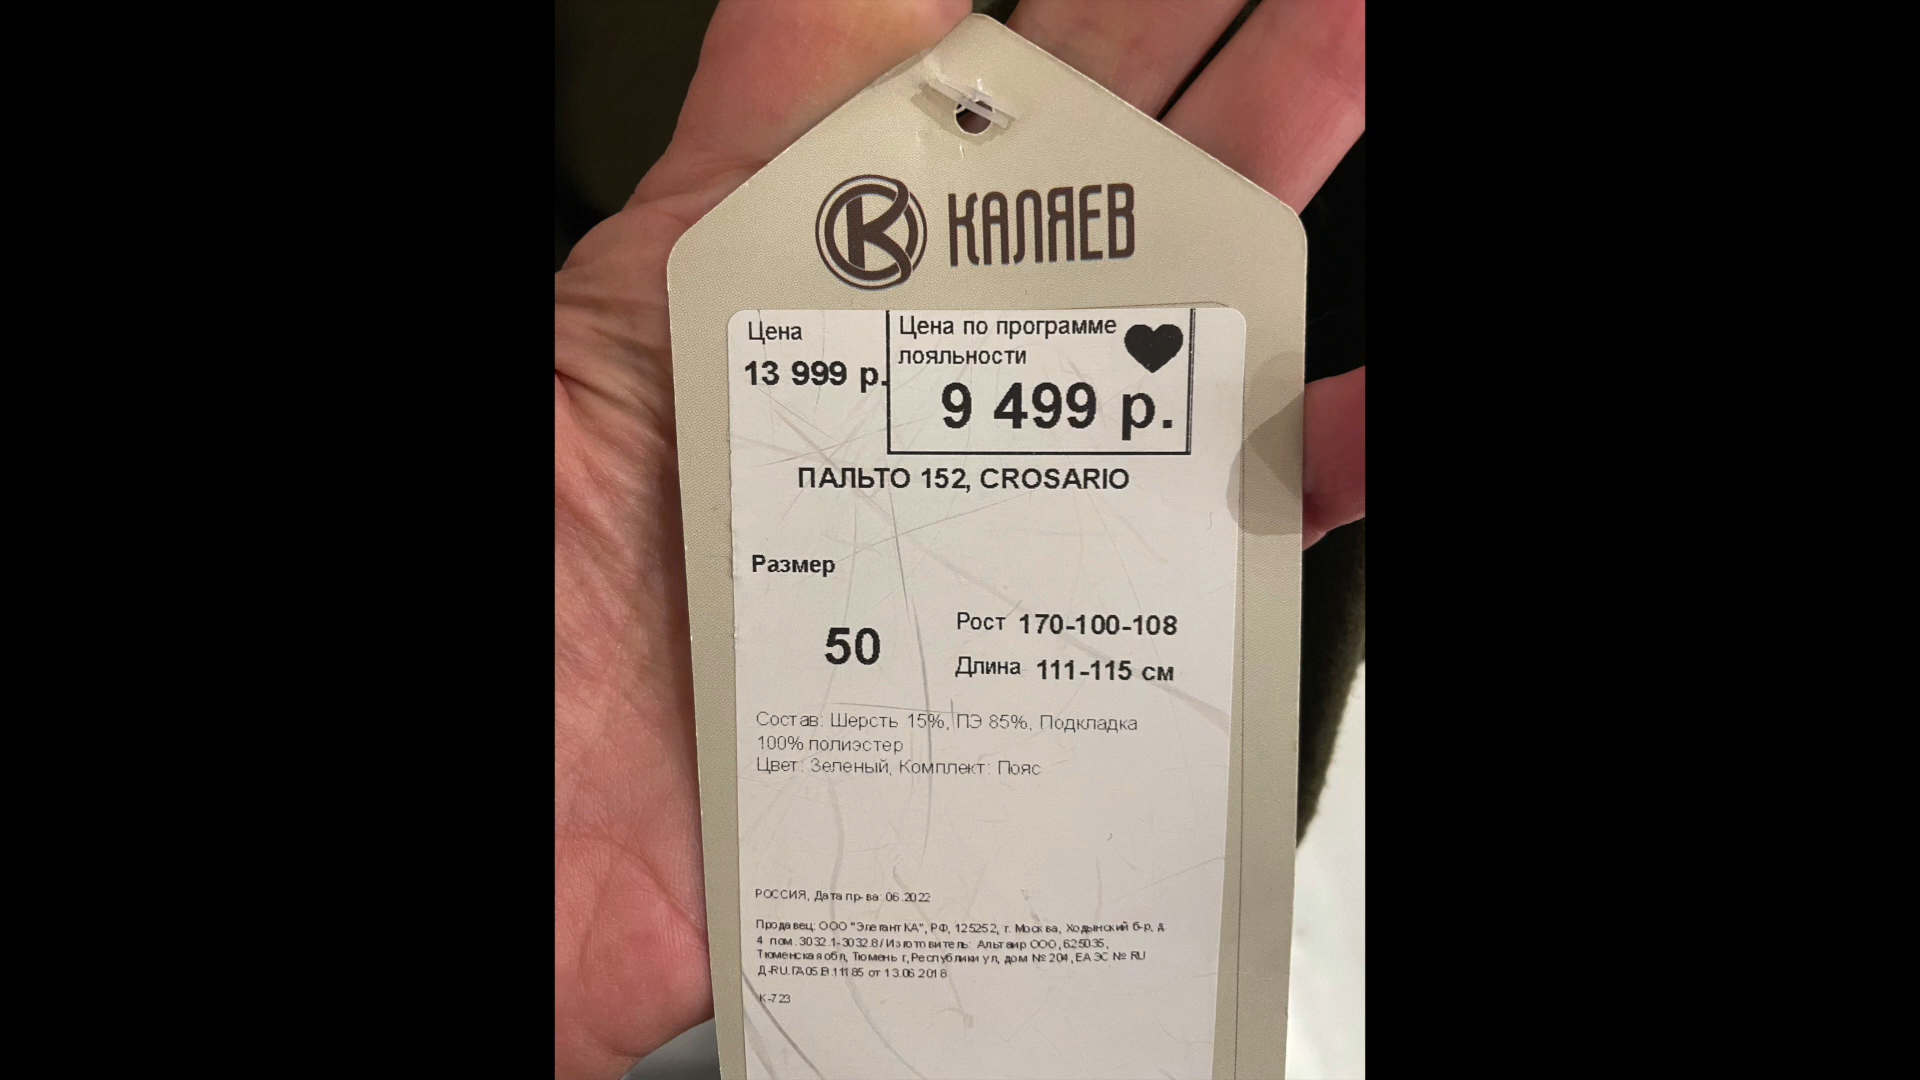 КАЛЯЕВ
Цена
13 999 р.
Цена по программе
лояльности
9 499 р.
ПАЛЬТО 152, CROSARIO
Размер
50
Рост 170-100-108
Длина 111-115 см
Состав: Шерсть 15%, ПЭ 85%, Подкладка
100% полиэстер
Цвет: Зеленый, Комплект: Пояс
РОССИЯ, Дата пр-ва: 06.2022
Продавец: ООО "Элегант КА", РФ, 125252, г. Москва, Ходынский б-р, д.
4 пом. 3032.1-3032.8/ Изготовитель: Альтаир ООО, 625035,
Тюменская обл, Тюмень г, Республики ул, дом № 204, ЕАЭС № RU
Д-RU.ГА05.В.11185 от 13.06.2018
К-723